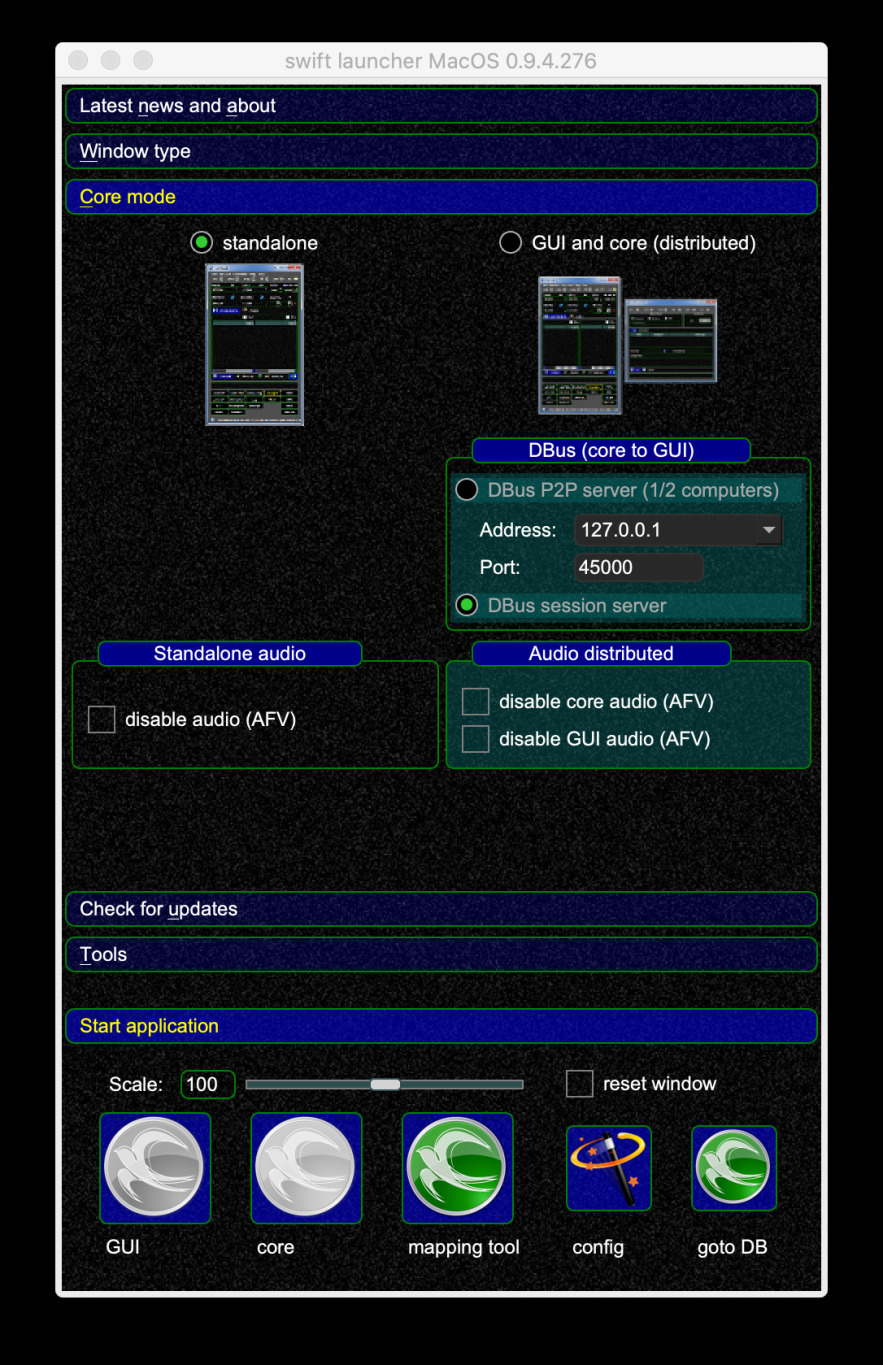 swift launcher MacOS 0.9.4.276
Latest news and about
Window type
Core mode
standalone
GUI and core (distributed)
DBus (core to GUI)
DBus P2P server (1/2 computers)
Address: 127.0.0.1
Port: 45000
DBus session server
Standalone audio
disable audio (AFV)
Audio distributed
disable core audio (AFV)
disable GUI audio (AFV)
Check for updates
Tools
Start application
Scale: 100
reset window
GUI
core
mapping tool
config
goto DB